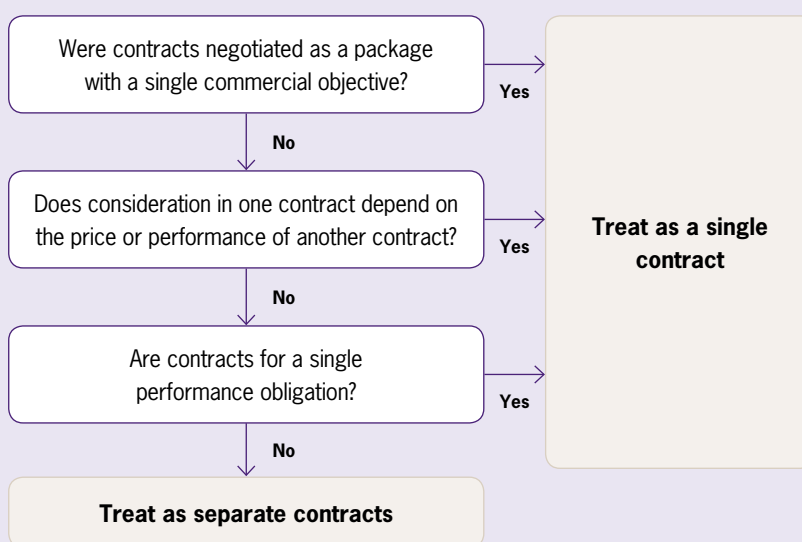 Were contracts negotiated as a package
with a single commercial objective?
Yes
No
Does consideration in one contract depend on
the price or performance of another contract?
Yes
Treat as a single
contract
No
Are contracts for a single
performance obligation?
Yes
No
Treat as separate contracts